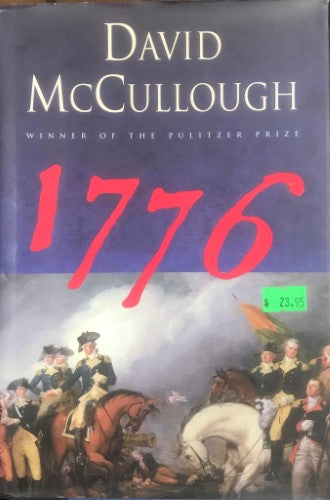 DAVID
McCULLOUGH
WINNER OF THE PULITZER PRIZE
1776
$ 23.95